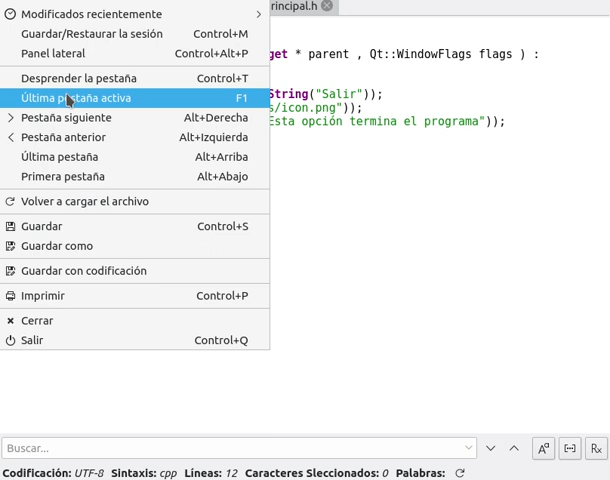 Modificados recientemente
rincipal.h
Guardar/Restaurar la sesión Control+M
Panel lateral Control+Alt+P
get * parent , Qt::WindowFlags flags ) :
Desprender la pestaña Control+T
String("Salir"));
Última pestaña activa F1
s/icon.png"));
Pestaña siguiente Alt+Derecha
Esta opción termina el programa"));
Pestaña anterior Alt+Izquierda
Última pestaña Alt+Arriba
Primera pestaña Alt+Abajo
Volver a cargar el archivo
Guardar Control+S
Guardar como
Guardar con codificación
Imprimir Control+P
Cerrar
Salir Control+Q
Buscar...
Codificación: UTF-8 Sintaxis: cpp Líneas: 12 Caracteres Sleccionados: 0 Palabras: